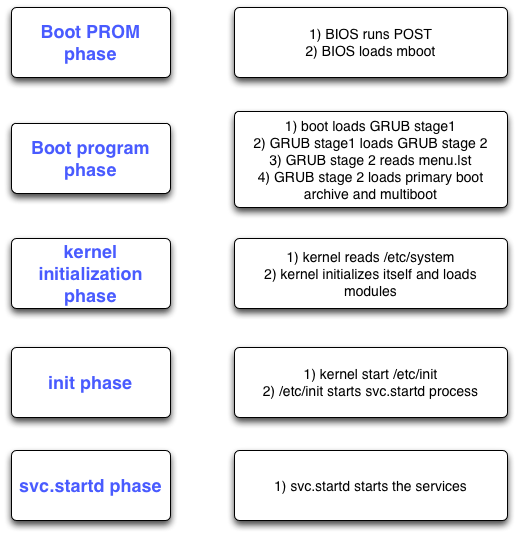 Boot PROM
phase
1) BIOS runs POST
2) BIOS loads mboot
Boot program
phase
1) boot loads GRUB stage1
2) GRUB stage1 loads GRUB stage 2
3) GRUB stage 2 reads menu.lst
4) GRUB stage 2 loads primary boot
archive and multiboot
kernel
initialization
phase
1) kernel reads /etc/system
2) kernel initializes itself and loads
modules
init phase
1) kernel start /etc/init
2) /etc/init starts svc.startd process
svc.startd phase
1) svc.startd starts the services